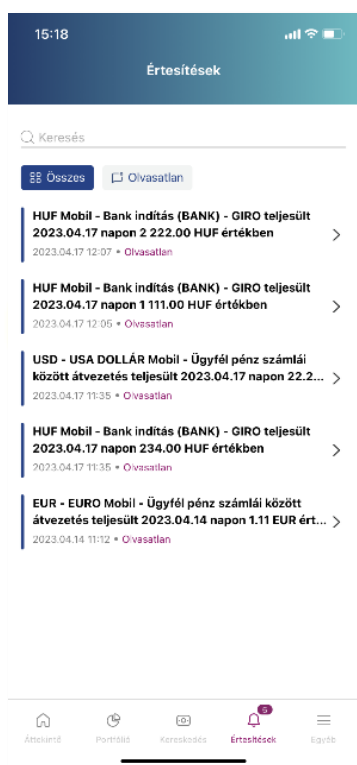 15:18
Értesítések
Keresés
Összes
Olvasatlan
HUF Mobil - Bank indítás (BANK) - GIRO teljesült
2023.04.17 napon 2 222.00 HUF értékben
2023.04.17 12:07 • Olvasatlan
HUF Mobil - Bank indítás (BANK) - GIRO teljesült
2023.04.17 napon 1 111.00 HUF értékben
2023.04.17 12:05 • Olvasatlan
USD - USA DOLLÁR Mobil - Ügyfél pénz számlái
között átvezetés teljesült 2023.04.17 napon 22.2...
2023.04.17 11:35 • Olvasatlan
HUF Mobil - Bank indítás (BANK) - GIRO teljesült
2023.04.17 napon 234.00 HUF értékben
2023.04.17 11:35 • Olvasatlan
EUR - EURO Mobil - Ügyfél pénz számlái között
átvezetés teljesült 2023.04.14 napon 1.11 EUR ért...
2023.04.14 11:12 • Olvasatlan
5
Áttekintő Portfólió Kereskedés Értesítések Egyéb